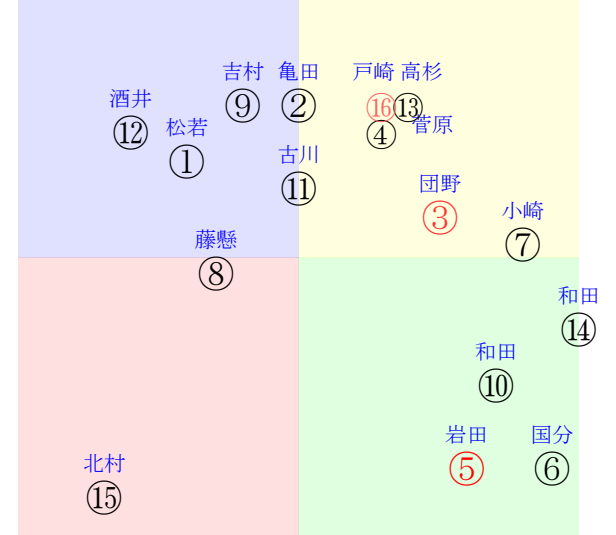 吉村 亀田 戸崎 高杉
酒井 ⑨ ② ⑯ ⑬
⑫ 松若 ④ 菅原
① 古川
⑪ 団野
③ 小崎
藤懸 ⑦
⑧
和田
⑭
和田
⑩
岩田 国分
⑤ ⑥
北村
⑮